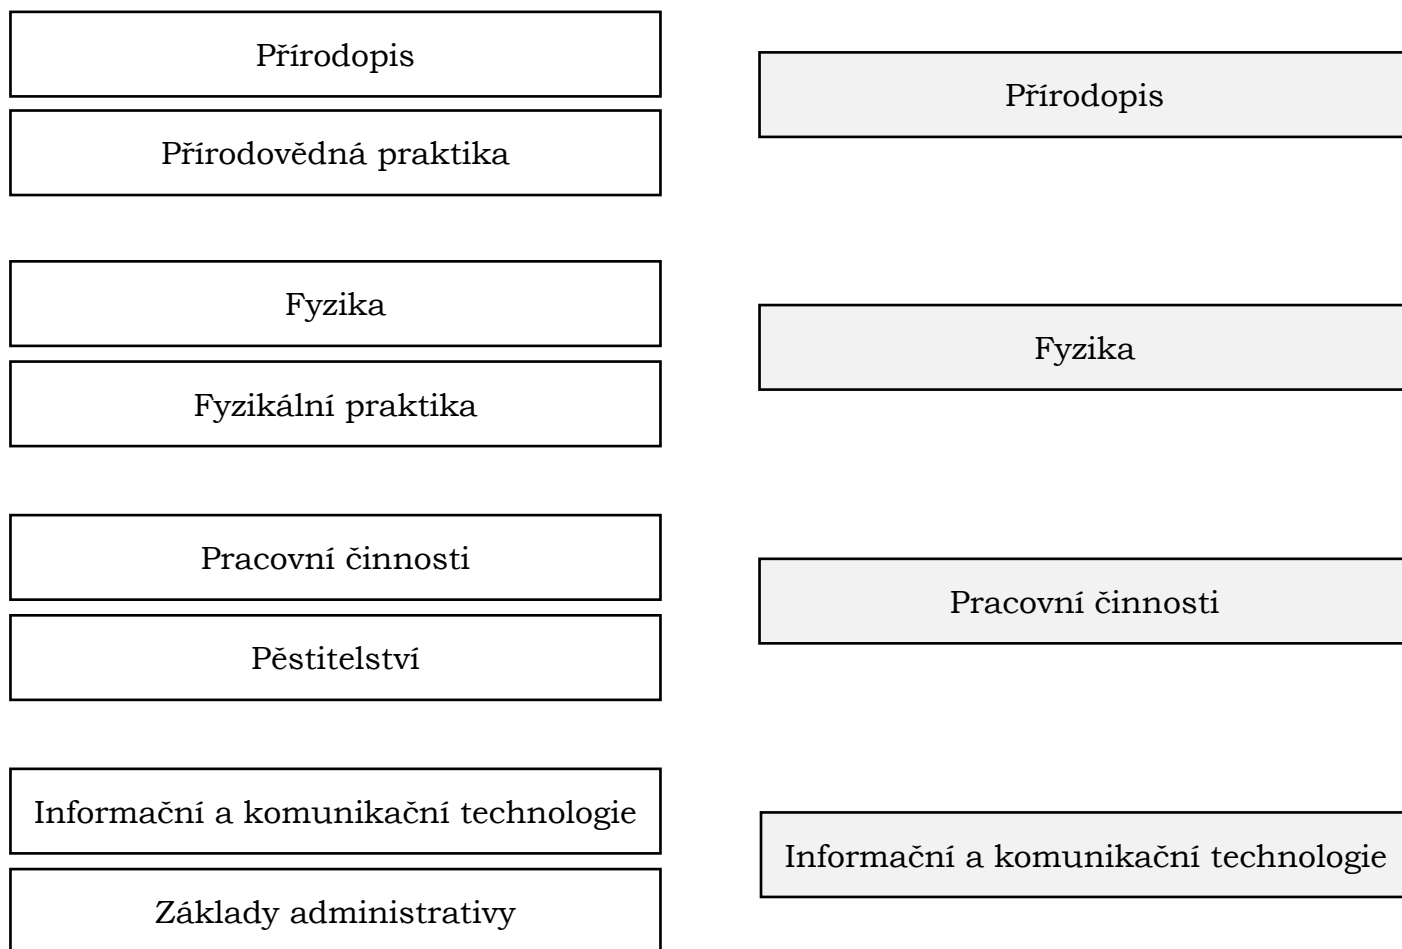 Přírodopis
Přírodovědná praktika
Přírodopis
Fyzika
Fyzikální praktika
Fyzika
Pracovní činnosti
Pěstitelství
Pracovní činnosti
Informační a komunikační technologie
Základy administrativy
Informační a komunikační technologie